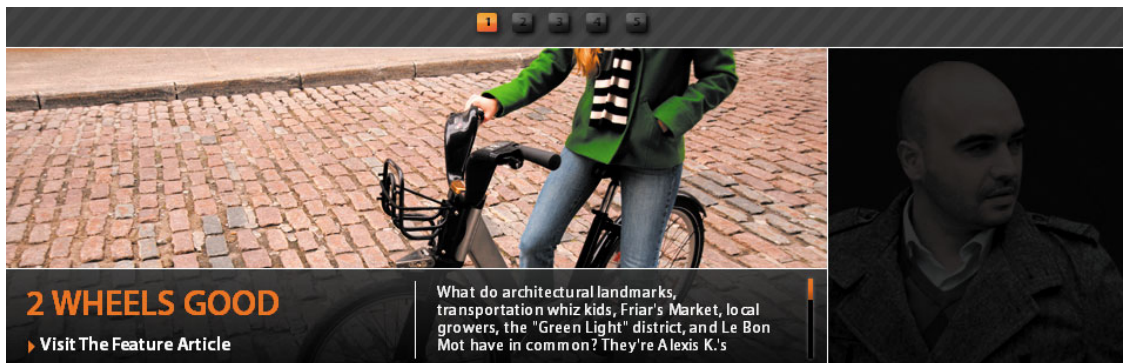 1 2 3 4 5
2 WHEELS GOOD
Visit The Feature Article
What do architectural landmarks,
transportation whiz kids, Friar's Market, local
growers, the "Green Light" district, and Le Bon
Mot have in common? They're Alexis K.'s